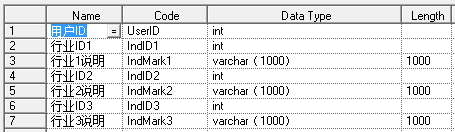 Name Code Data Type Length
1 用户ID = UserID int
2 行业ID1 IndID1 int
3 行业1说明 IndMark1 varchar（1000） 1000
4 行业ID2 IndID2 int
5 行业2说明 IndMark2 varchar（1000） 1000
6 行业ID3 IndID3 int
7 行业3说明 IndMark3 varchar（1000） 1000